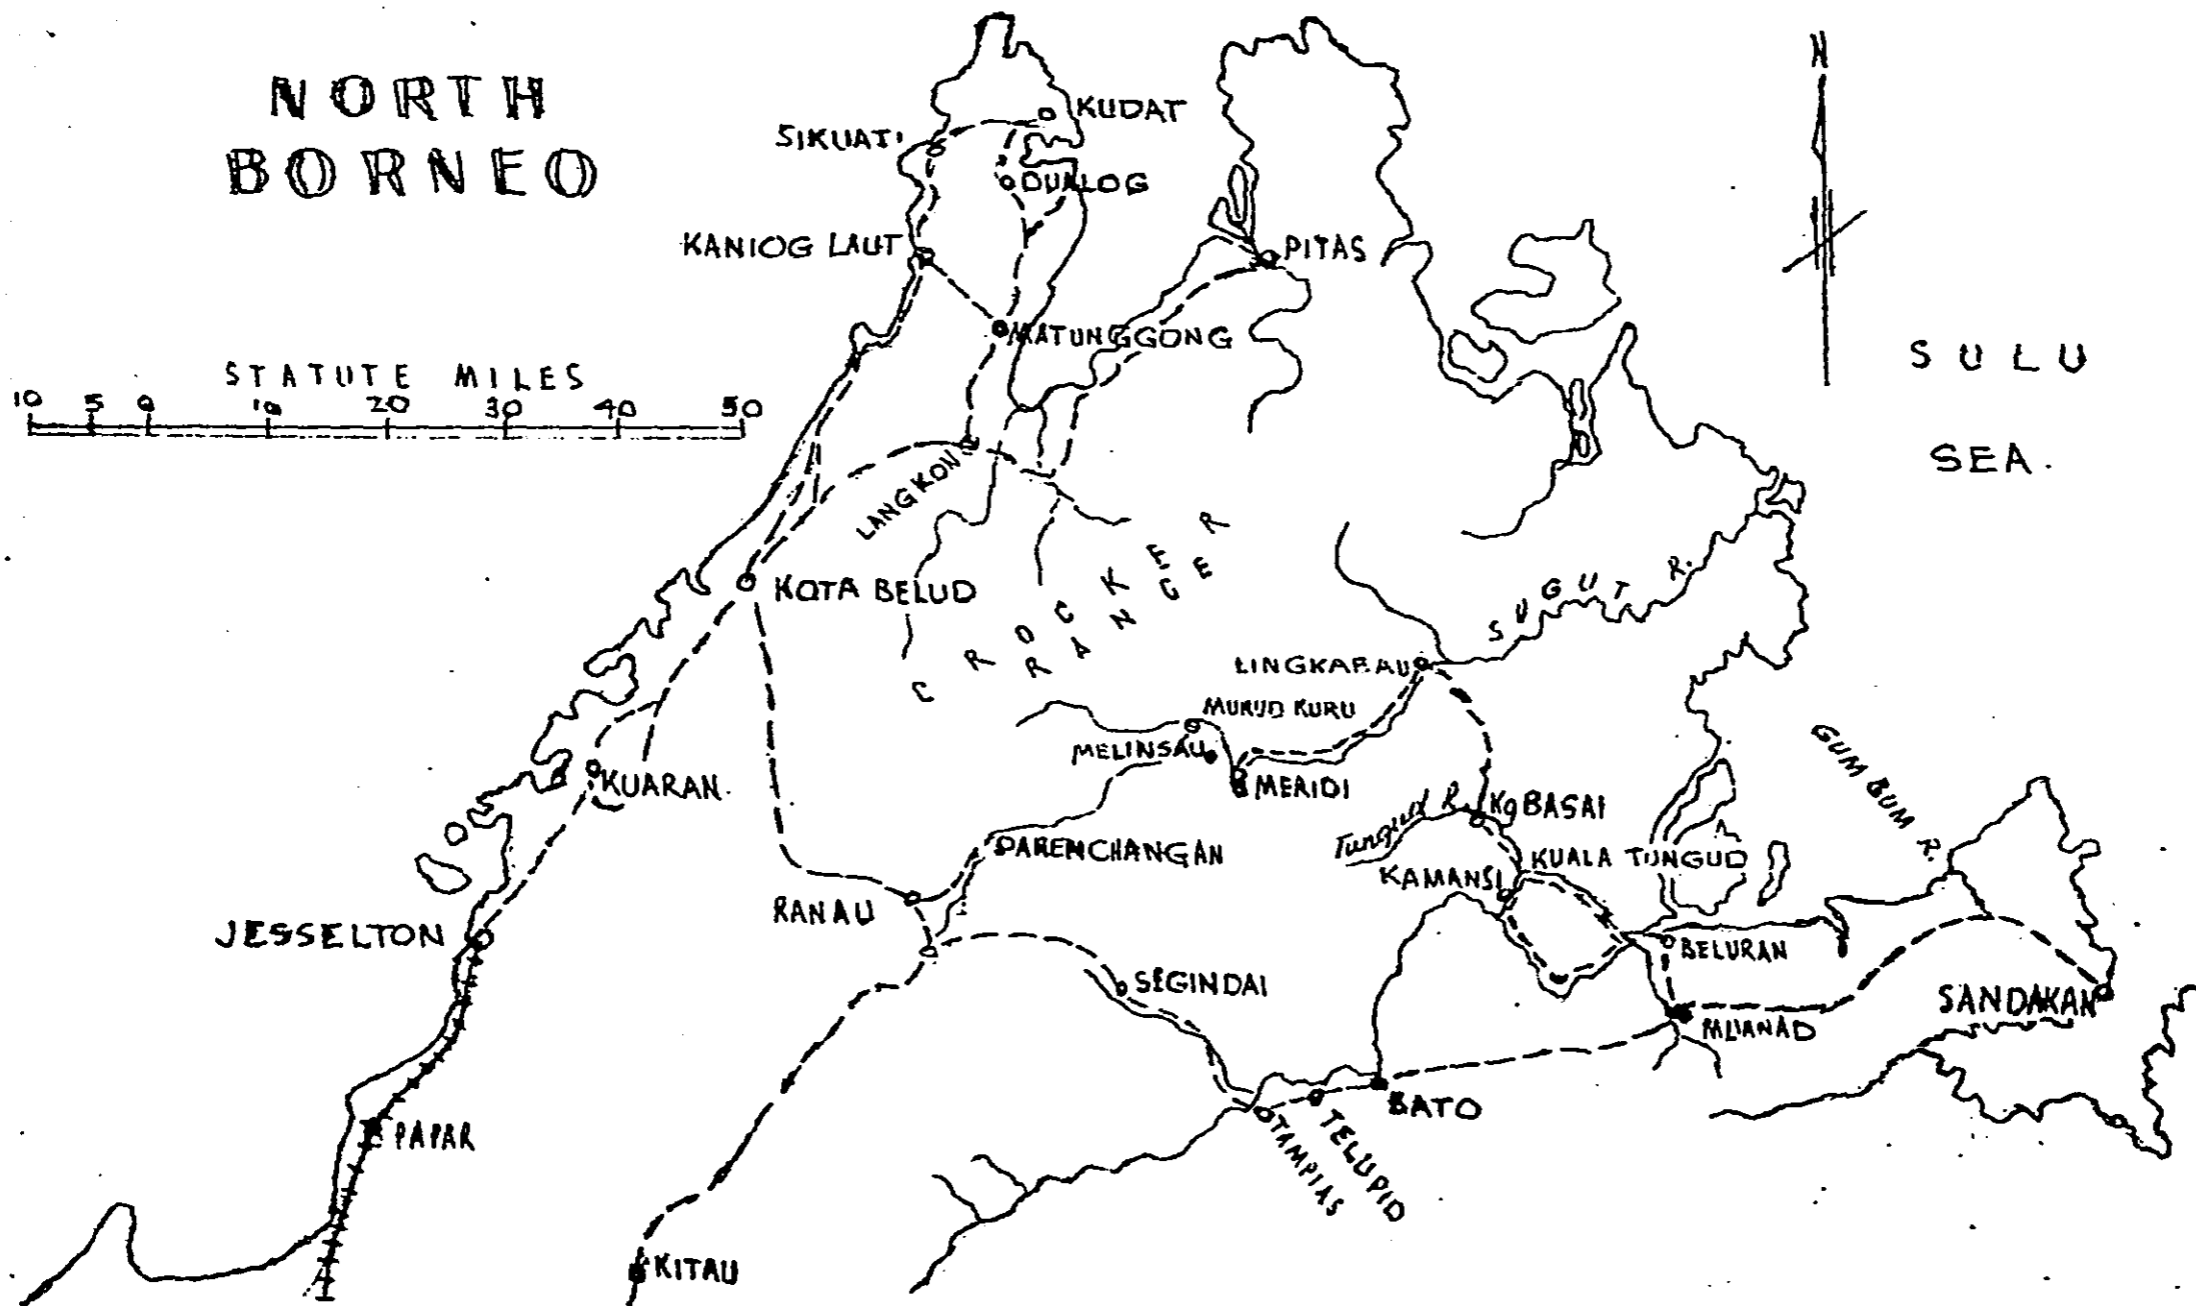 NORTH
BORNEO
N
KUDAT
SIKUATI
DUALOG
KANIOG LAUT
PITAS
MATUNGGONG
SULU
SEA.
STATUTE MILES
10 5 0 10 20 30 40 50
LANGKON
KOTA BELUD
CROCKER
RANGE
SUGUT R.
LINGKABAU
MURUD KURU
MELINSAU
MERIDI
KUARAN.
GUM BUM R.
Tungud R.
Kg BASAI
PARENCHANGAN
KUALA TUNGUD
KAMANSI
RANAU
JESSELTON
BELURAN
SEGINDAI
SANDAKAN
BATO
TELUPID
TAMPIAS
PAPAR
KITAU